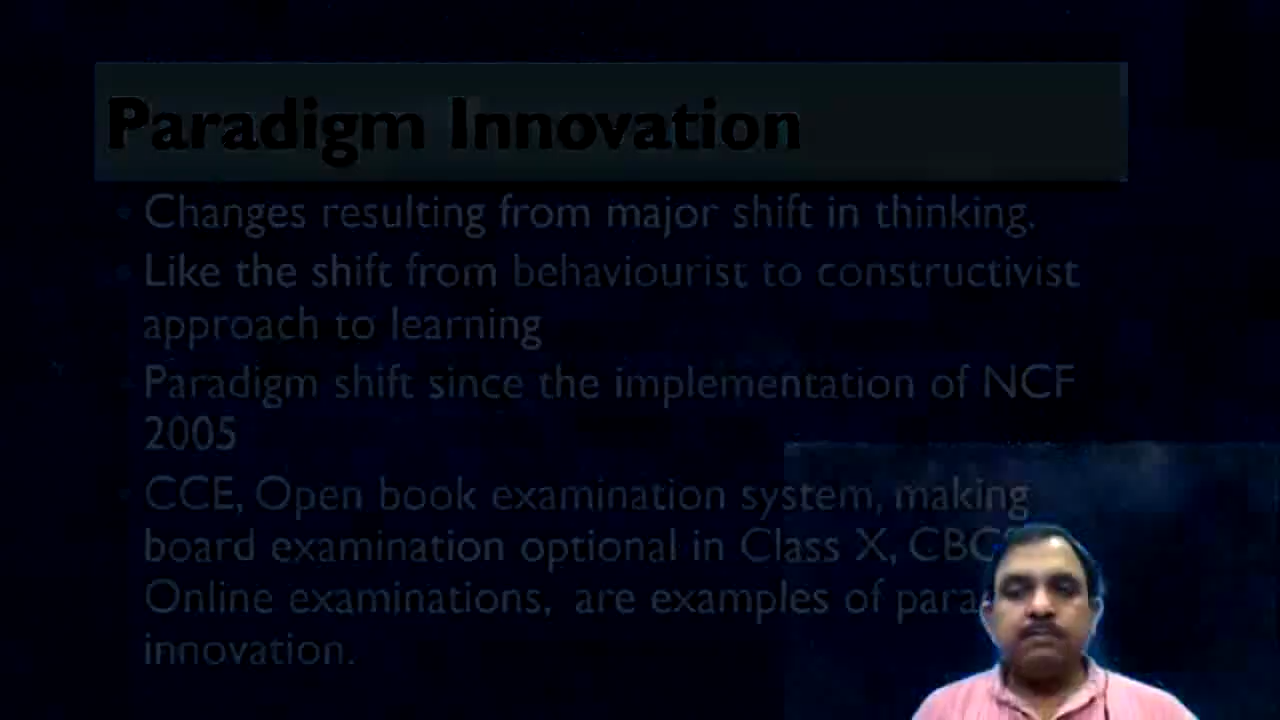 Paradigm Innovation
• Changes resulting from major shift in thinking.
• Like the shift from behaviourist to constructivist
approach to learning
• Paradigm shift since the implementation of NCF
2005
• CCE, Open book examination system, making
board examination optional in Class X,
Online examinations, are examples of
innovation.